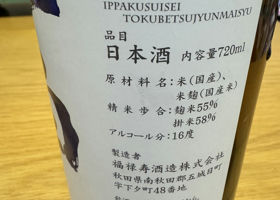 IPPAKUSUISEI
TOKUBETSUJYUNMAISYU
品目
日本酒 内容量720ml
原材料名:米(国産)、
米麹(国産米)
精米歩合:麹米55%
掛米58%
アルコール分:16度
製造者
福禄寿酒造株式会社
秋田県南秋田郡五城目町
字下夕町48番地